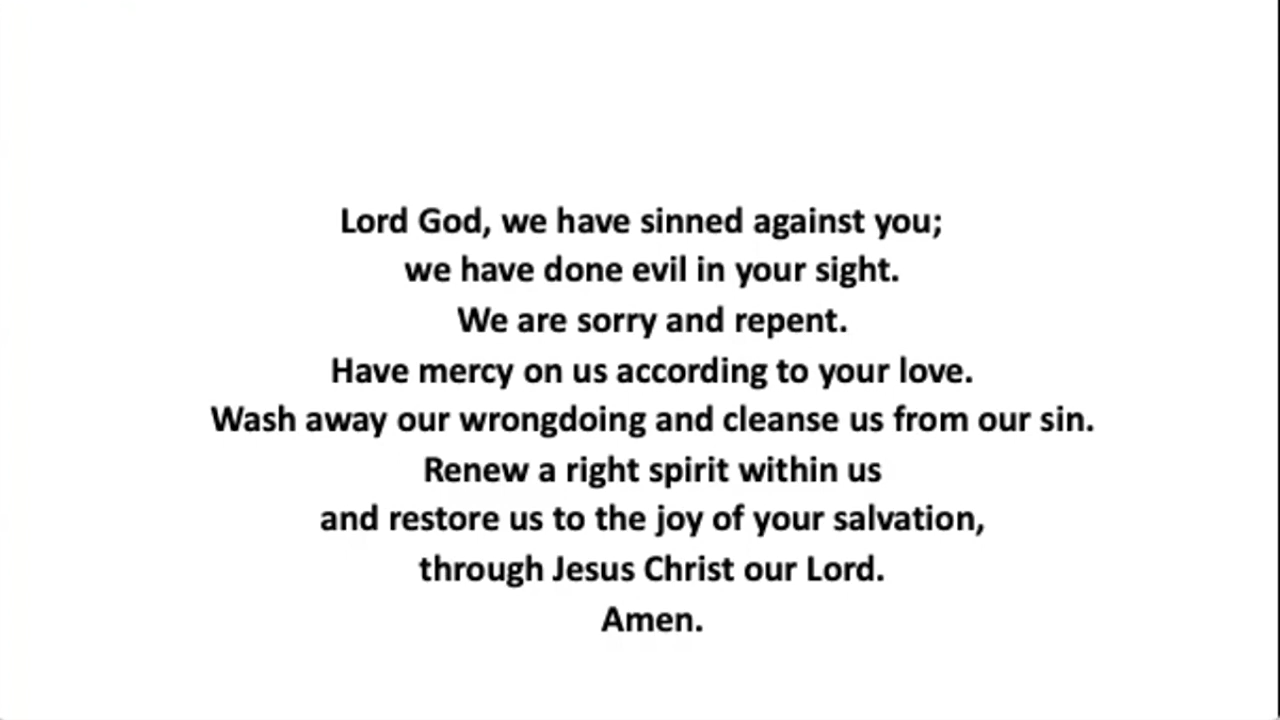 Lord God, we have sinned against you;
we have done evil in your sight.
We are sorry and repent.
Have mercy on us according to your love.
Wash away our wrongdoing and cleanse us from our sin.
Renew a right spirit within us
and restore us to the joy of your salvation,
through Jesus Christ our Lord.
Amen.